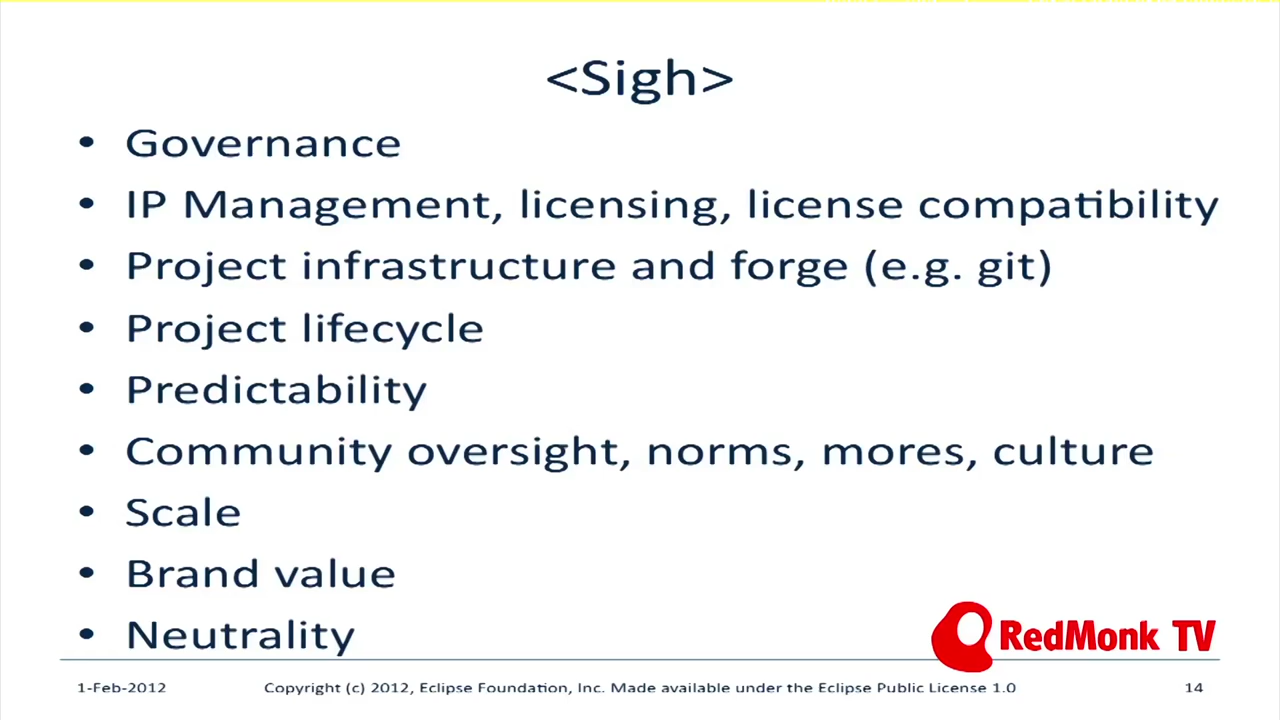 <Sigh>
• Governance
• IP Management, licensing, license compatibility
• Project infrastructure and forge (e.g. git)
• Project lifecycle
• Predictability
• Community oversight, norms, mores, culture
• Scale
• Brand value
• Neutrality
RedMonk TV
1-Feb-2012 Copyright (c) 2012, Eclipse Foundation, Inc. Made available under the Eclipse Public License 1.0 14